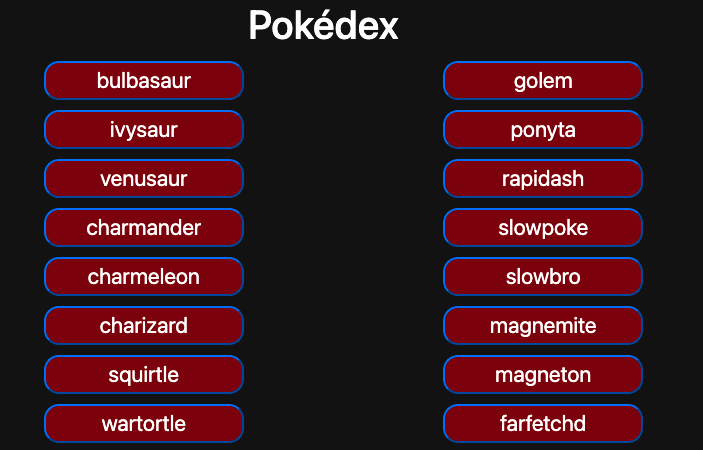 Pokédex
bulbasaur
ivysaur
venusaur
charmander
charmeleon
charizard
squirtle
wartortle
golem
ponyta
rapidash
slowpoke
slowbro
magnemite
magneton
farfetchd